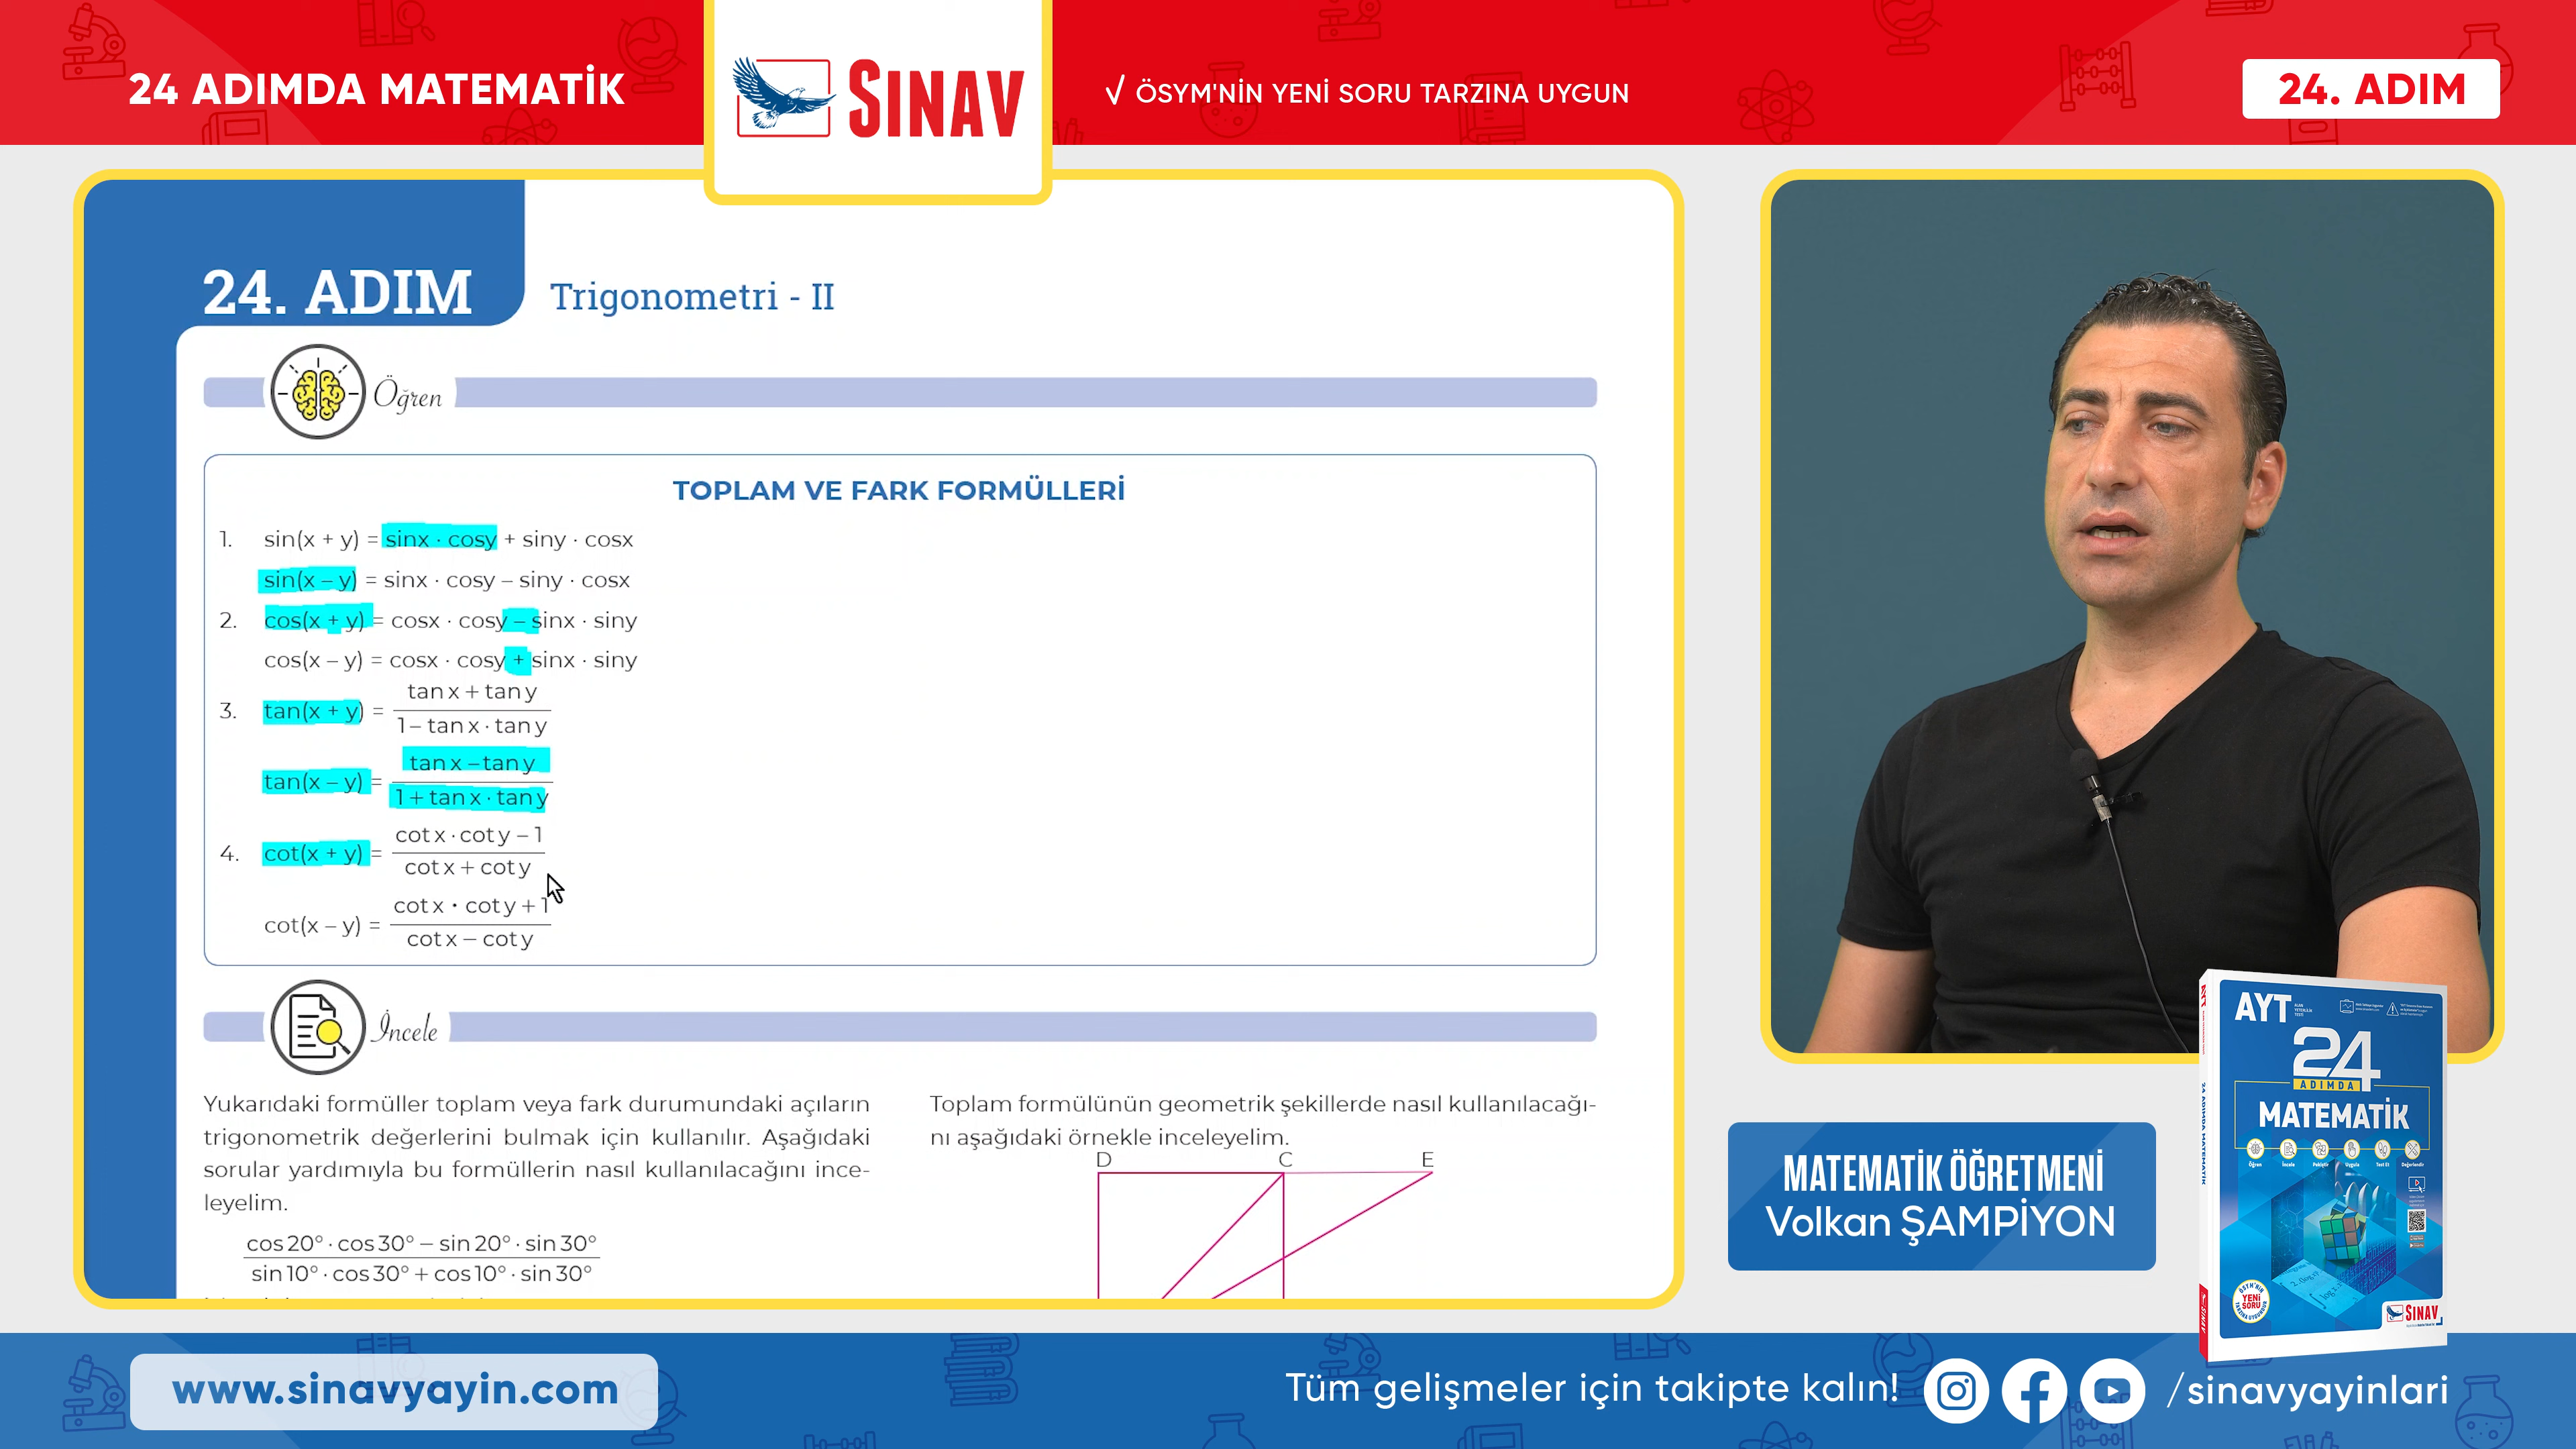 24 ADIMDA MATEMATİK
SINAV
√ ÖSYM'NİN YENİ SORU TARZINA UYGUN
24. ADIM
24. ADIM
Trigonometri - II
Öğren
TOPLAM VE FARK FORMÜLLERİ
1. sin(x + y) = sinx · cosy + siny · cosx
sin(x – y) = sinx · cosy – siny · cosx
2. cos(x + y) = cosx · cosy – sinx · siny
cos(x – y) = cosx · cosy + sinx · siny
tan x + tan y
3. tan(x + y) =
1 – tan x · tan y
tan x – tan y
tan(x – y) =
1 + tan x · tan y
cot x · cot y – 1
4. cot(x + y) =
cot x + cot y
cot x · cot y + 1
cot(x – y) =
cot x – cot y
İncele
Yukarıdaki formüller toplam veya fark durumundaki açıların
trigonometrik değerlerini bulmak için kullanılır. Aşağıdaki
sorular yardımıyla bu formüllerin nasıl kullanılacağını ince-
leyelim.
cos 20° · cos 30° – sin 20° · sin 30°
sin 10° · cos 30° + cos 10° · sin 30°
Toplam formülünün geometrik şekillerde nasıl kullanılacağı-
nı aşağıdaki örnekle inceleyelim.
D C E
MATEMATİK ÖĞRETMENİ
Volkan ŞAMPİYON
AYT
24
ADIMDA
MATEMATİK
YENİ
SORU
SINAV
www.sinavyayin.com
Tüm gelişmeler için takipte kalın!
/sinavyayinlari